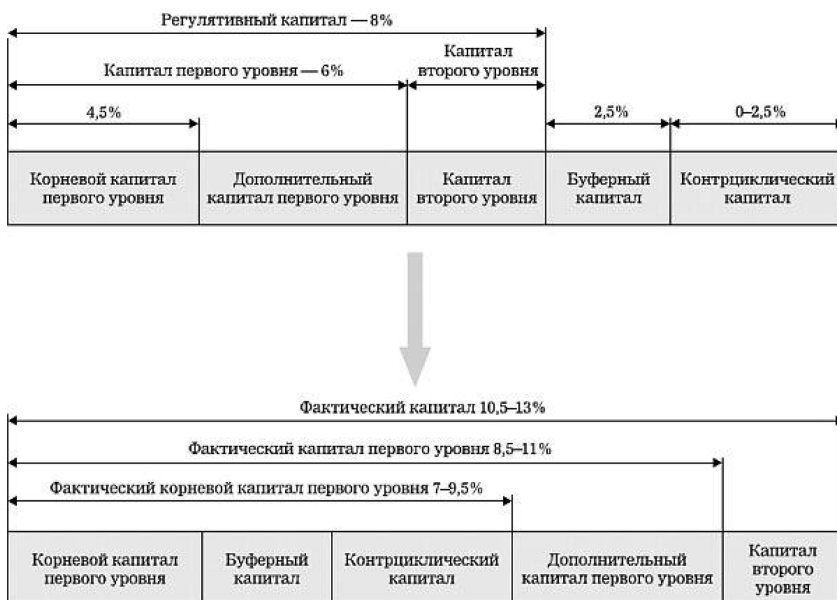 Регулятивный капитал — 8%
Капитал первого уровня — 6%
Капитал
второго уровня
4,5%
2,5%
0–2,5%
Корневой капитал
первого уровня
Дополнительный
капитал первого уровня
Капитал
второго уровня
Буферный
капитал
Контрциклический
капитал
Фактический капитал 10,5–13%
Фактический капитал первого уровня 8,5–11%
Фактический корневой капитал первого уровня 7–9,5%
Корневой капитал
первого уровня
Буферный
капитал
Контрциклический
капитал
Дополнительный
капитал первого уровня
Капитал
второго
уровня